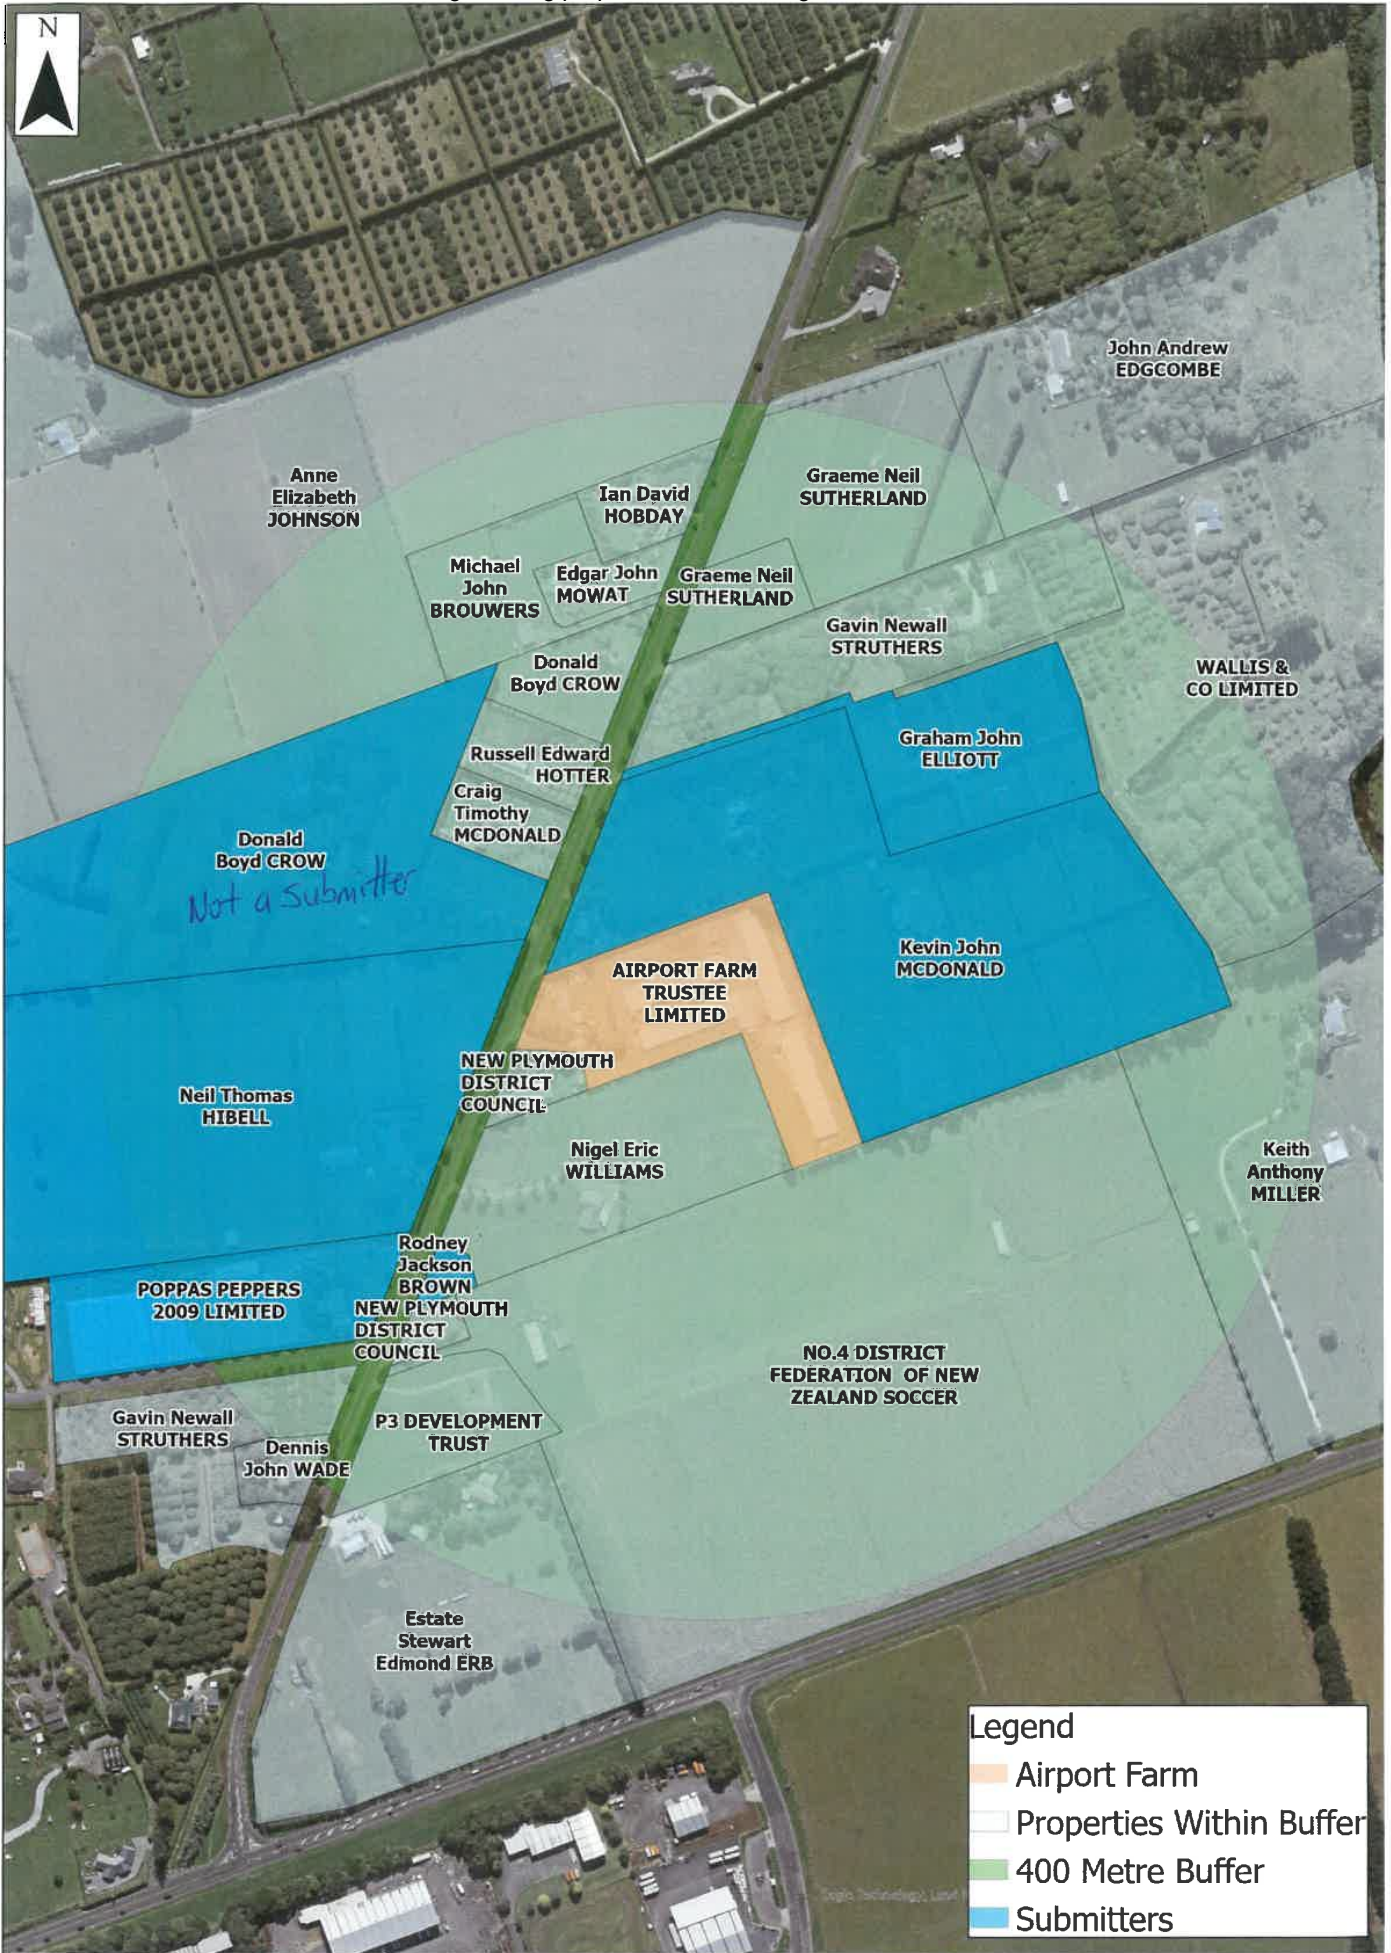 N
John Andrew
EDGCOMBE
Anne
Elizabeth
JOHNSON
Ian David
HOBDAY
Graeme Neil
SUTHERLAND
Michael
John
BROUWERS
Edgar John
MOWAT
Graeme Neil
SUTHERLAND
Gavin Newall
STRUTHERS
Donald
Boyd CROW
WALLIS &
CO LIMITED
Russell Edward
HOTTER
Graham John
ELLIOTT
Craig
Timothy
MCDONALD
Donald
Boyd CROW
Not a Submitter
Kevin John
MCDONALD
AIRPORT FARM
TRUSTEE
LIMITED
NEW PLYMOUTH
DISTRICT
COUNCIL
Neil Thomas
HIBELL
Nigel Eric
WILLIAMS
Keith
Anthony
MILLER
Rodney
Jackson
BROWN
POPPAS PEPPERS
2009 LIMITED
NEW PLYMOUTH
DISTRICT
COUNCIL
NO.4 DISTRICT
FEDERATION OF NEW
ZEALAND SOCCER
Gavin Newall
STRUTHERS
P3 DEVELOPMENT
TRUST
Dennis
John WADE
Estate
Stewart
Edmond ERB
Legend
Airport Farm
Properties Within Buffer
400 Metre Buffer
Submitters